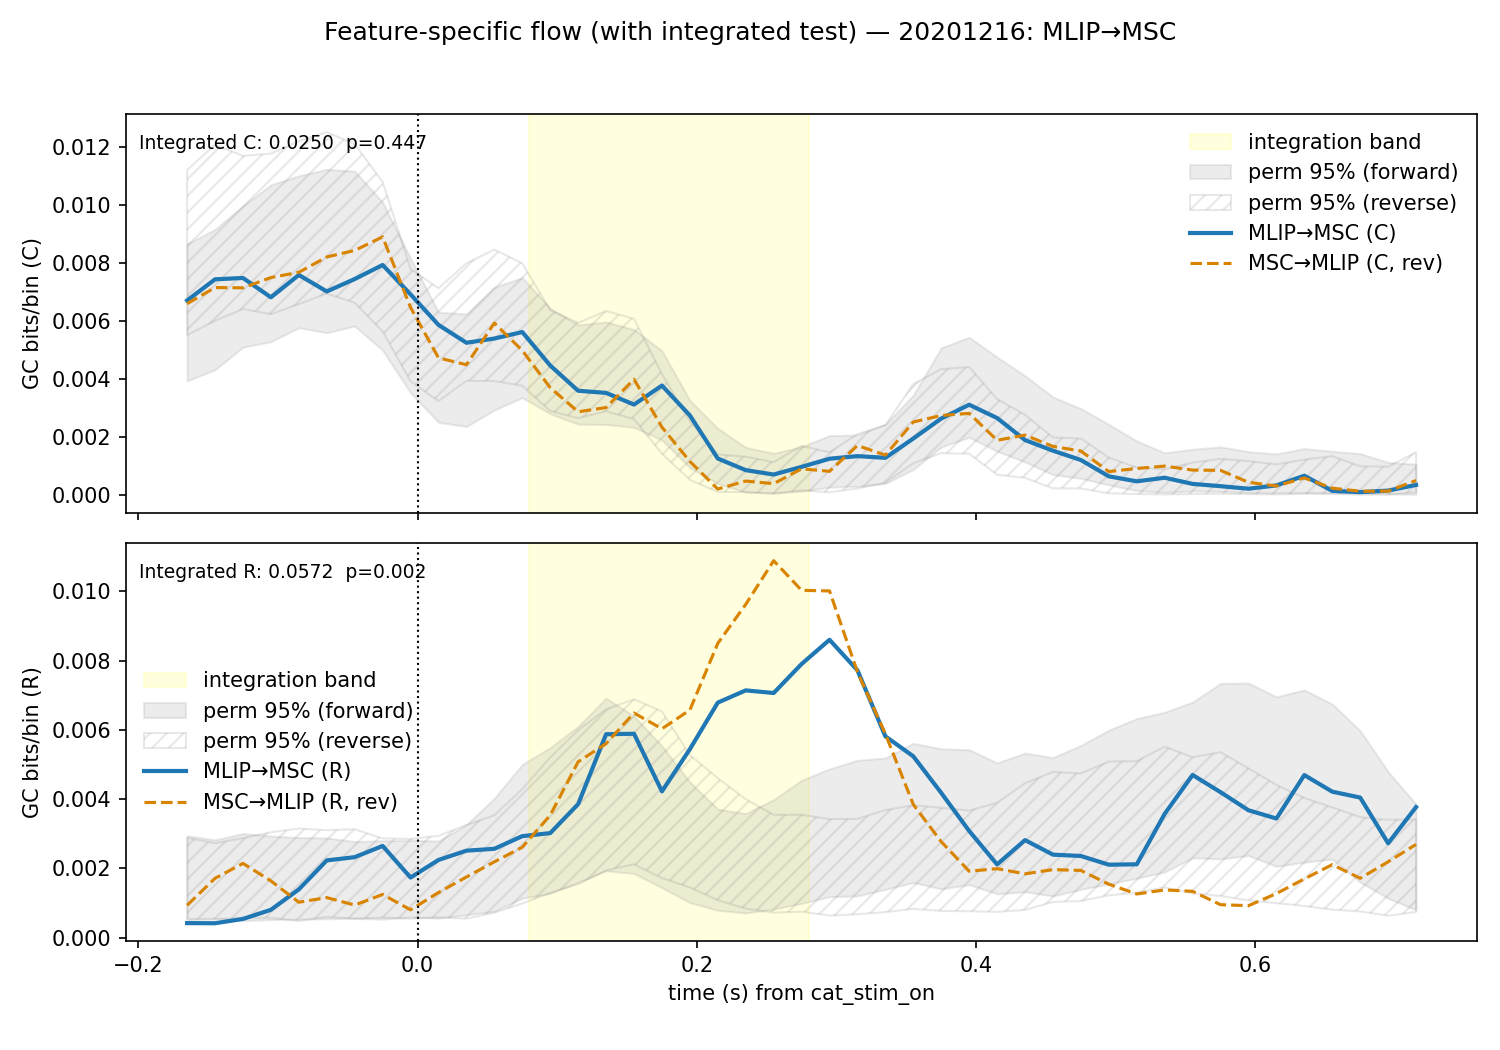 Feature-specific flow (with integrated test) — 20201216: MLIP→MSC
Integrated C: 0.0250  p=0.447
integration band
perm 95% (forward)
perm 95% (reverse)
MLIP→MSC (C)
MSC→MLIP (C, rev)
GC bits/bin (C)
0.012
0.010
0.008
0.006
0.004
0.002
0.000
Integrated R: 0.0572  p=0.002
integration band
perm 95% (forward)
perm 95% (reverse)
MLIP→MSC (R)
MSC→MLIP (R, rev)
GC bits/bin (R)
0.010
0.008
0.006
0.004
0.002
0.000
−0.2
0.0
0.2
0.4
0.6
time (s) from cat_stim_on